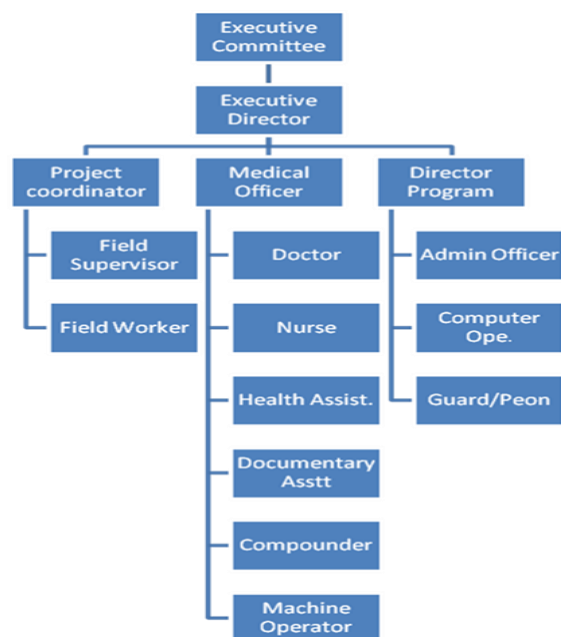 Executive
Committee
Executive
Director
Project
coordinator
Medical
Officer
Director
Program
Field
Supervisor
Field Worker
Doctor
Nurse
Health Assist.
Documentary
Asstt
Compounder
Machine
Operator
Admin Officer
Computer
Ope.
Guard/Peon